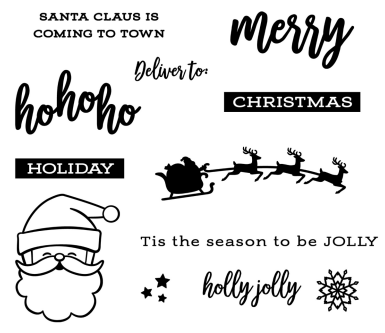 SANTA CLAUS IS
COMING TO TOWN
merry
Deliver to:
hohoho
CHRISTMAS
HOLIDAY
Tis the season to be JOLLY
holly jolly